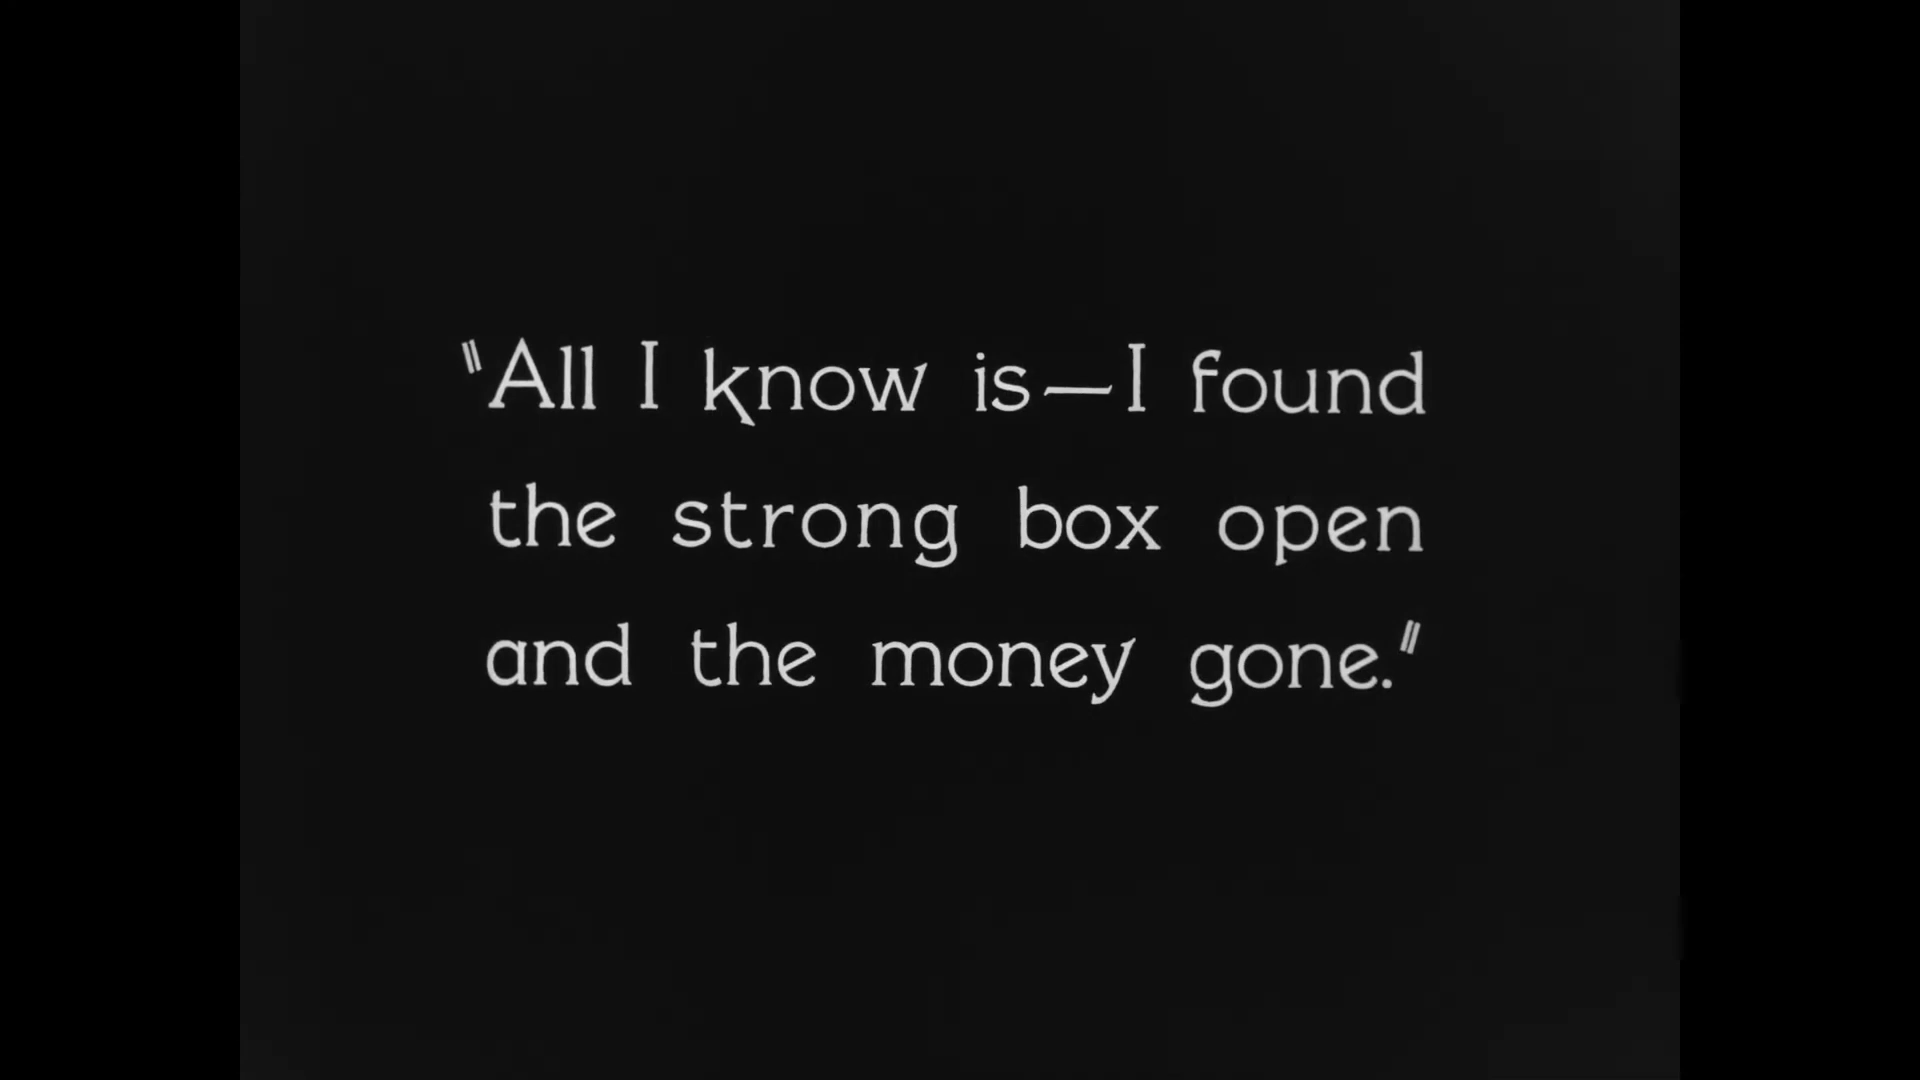 "All I know is—I found
the strong box open
and the money gone."